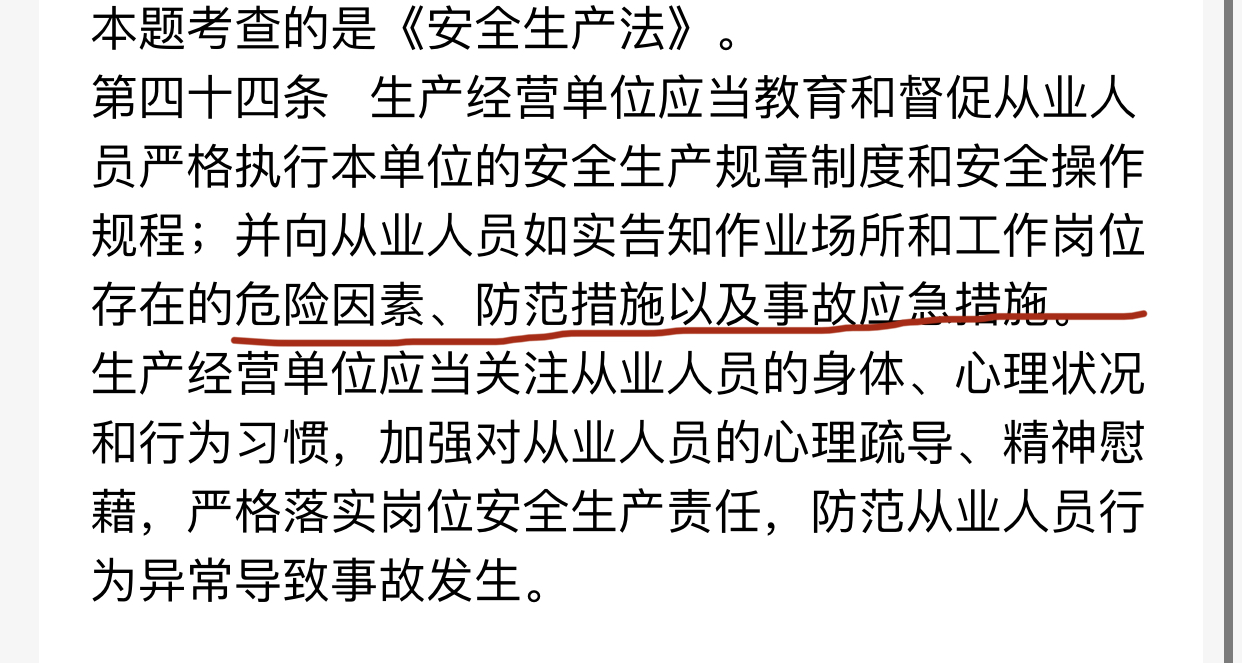 本题考查的是《安全生产法》。
第四十四条 生产经营单位应当教育和督促从业人
员严格执行本单位的安全生产规章制度和安全操作
规程；并向从业人员如实告知作业场所和工作岗位
存在的危险因素、防范措施以及事故应急措施。
生产经营单位应当关注从业人员的身体、心理状况
和行为习惯，加强对从业人员的心理疏导、精神慰
藉，严格落实岗位安全生产责任，防范从业人员行
为异常导致事故发生。